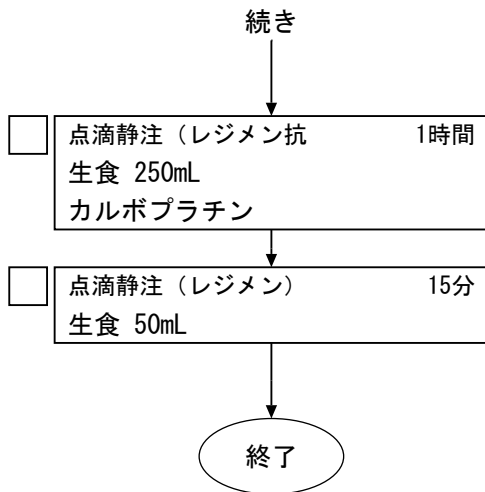 続き
点滴静注（レジメン抗 1時間
生食 250mL
カルボプラチン
点滴静注（レジメン） 15分
生食 50mL
終了